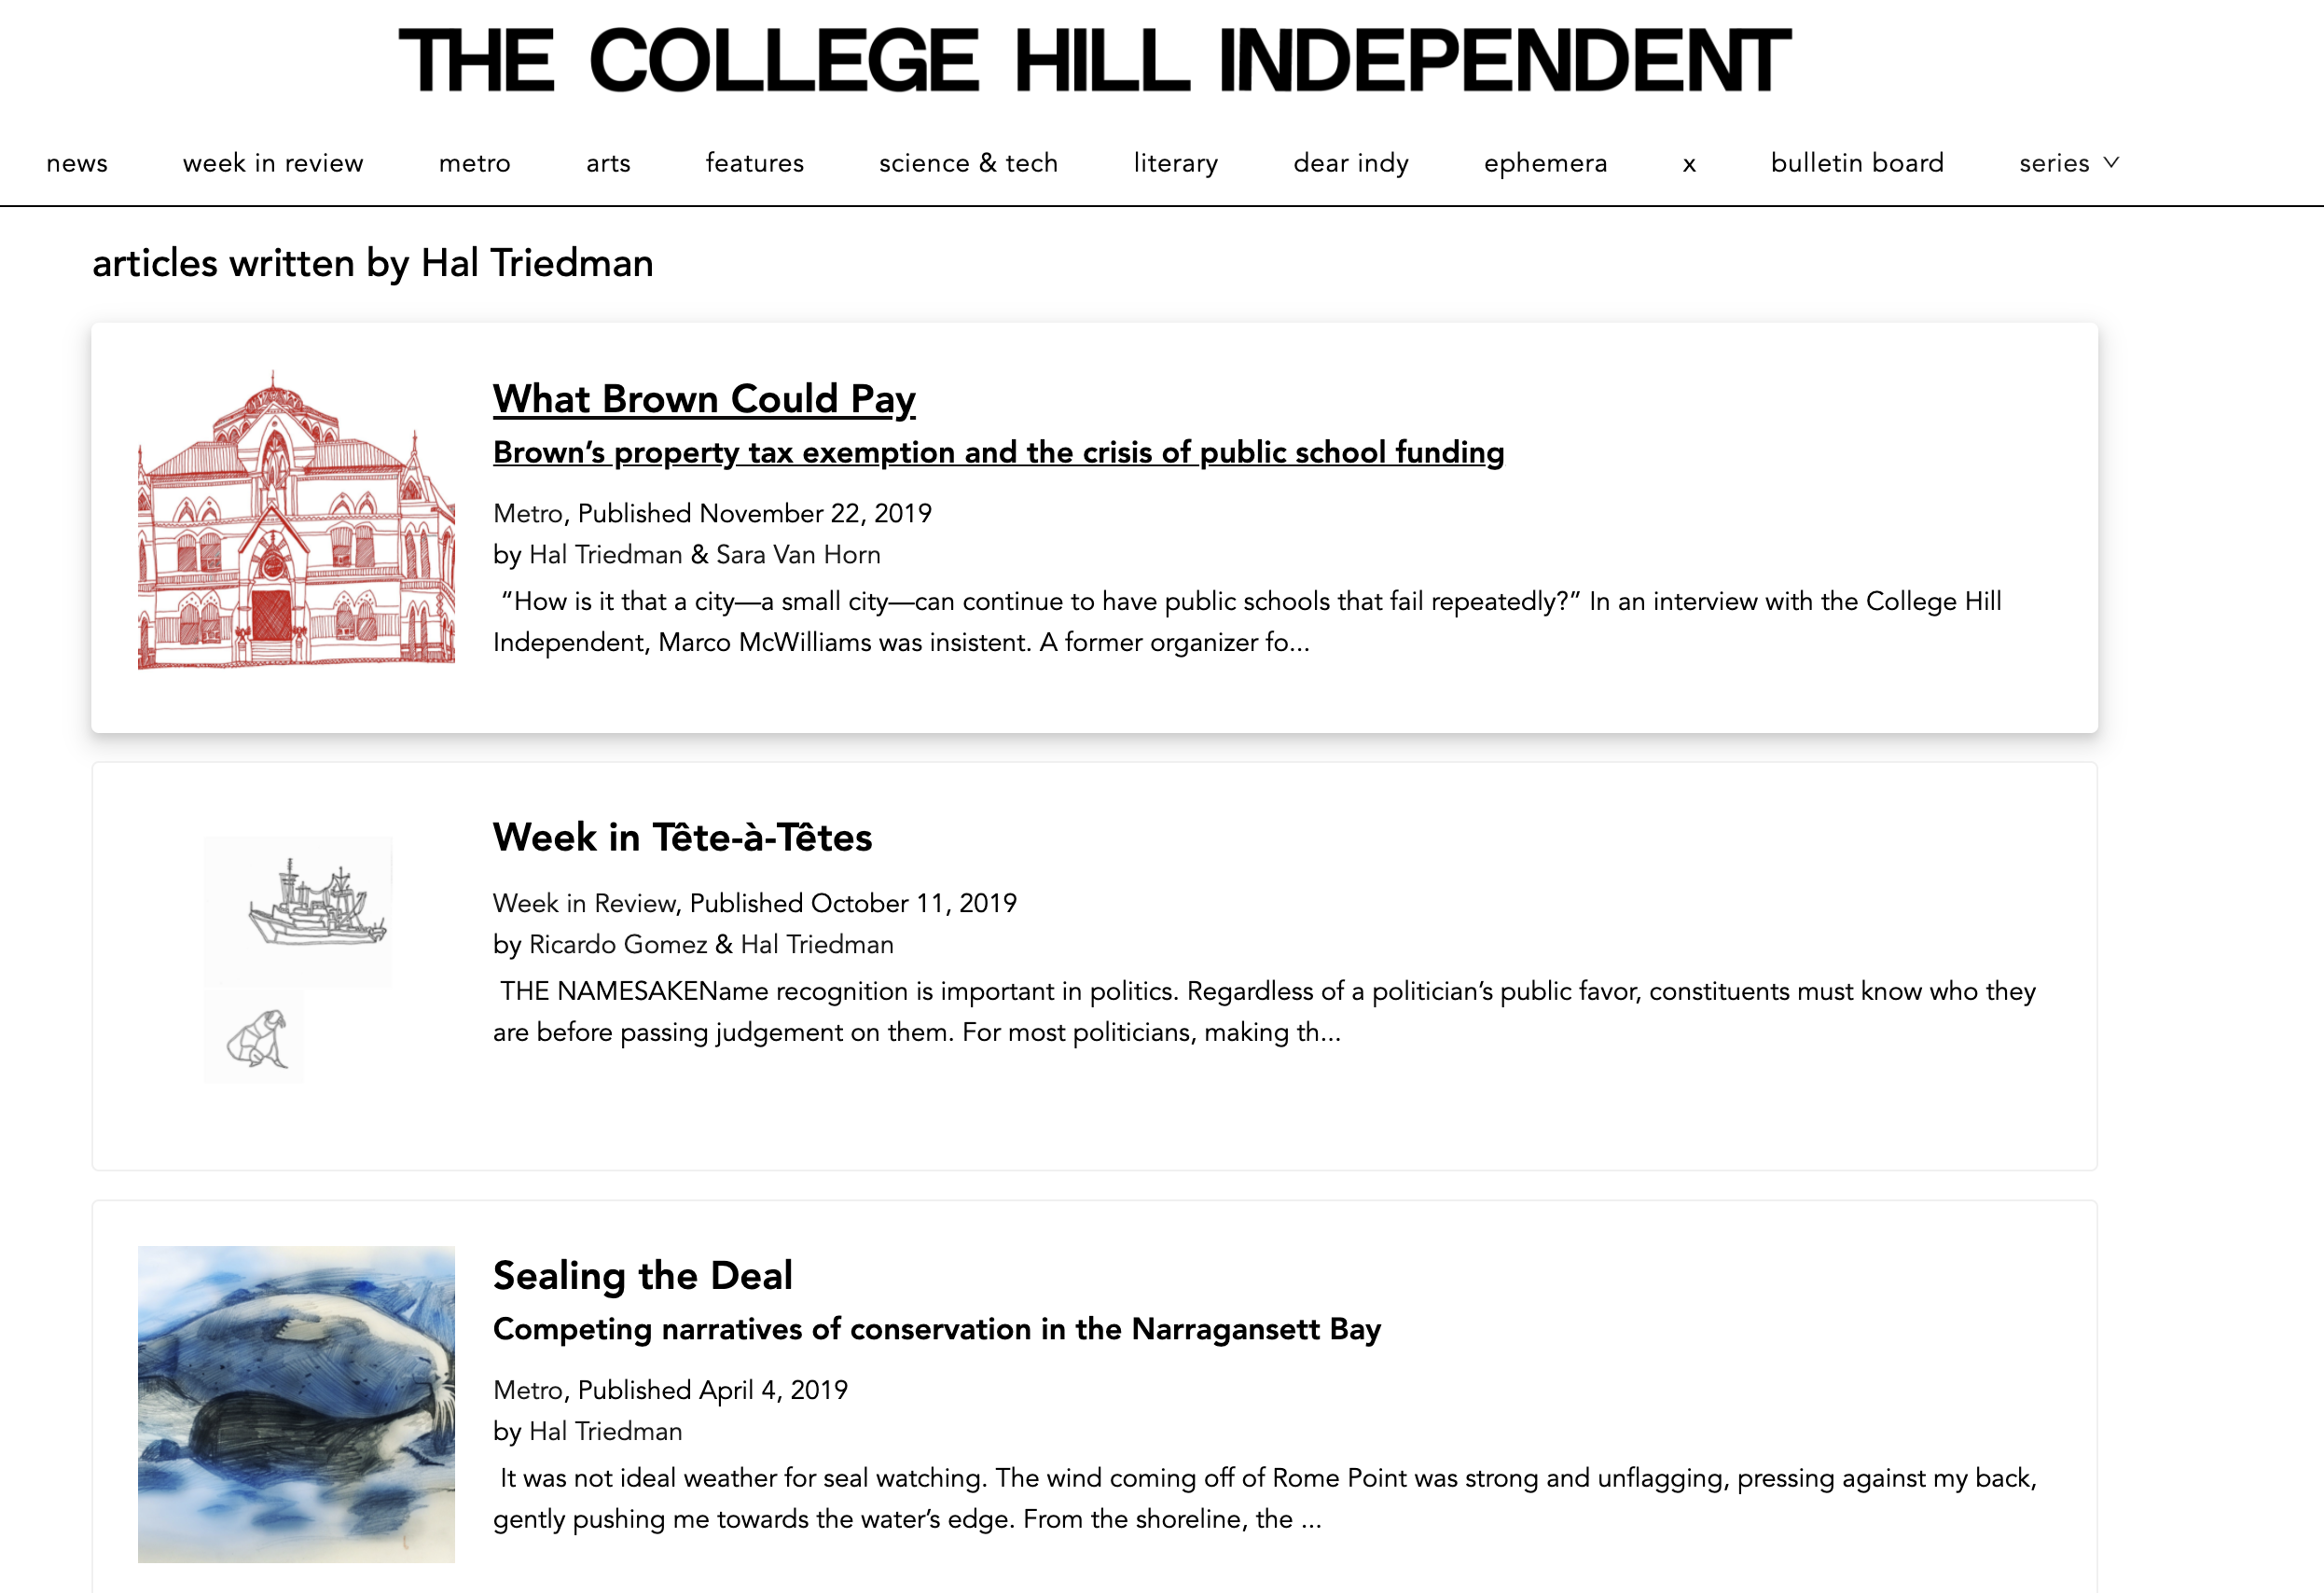 THE COLLEGE HILL INDEPENDENT
news week in review metro arts features science & tech literary dear indy ephemera x bulletin board series
articles written by Hal Triedman
What Brown Could Pay
Brown’s property tax exemption and the crisis of public school funding
Metro, Published November 22, 2019
by Hal Triedman & Sara Van Horn
“How is it that a city—a small city—can continue to have public schools that fail repeatedly?” In an interview with the College Hill
Independent, Marco McWilliams was insistent. A former organizer fo...
Week in Tête-à-Têtes
Week in Review, Published October 11, 2019
by Ricardo Gomez & Hal Triedman
THE NAMESAKEName recognition is important in politics. Regardless of a politician’s public favor, constituents must know who they
are before passing judgement on them. For most politicians, making th...
Sealing the Deal
Competing narratives of conservation in the Narragansett Bay
Metro, Published April 4, 2019
by Hal Triedman
It was not ideal weather for seal watching. The wind coming off of Rome Point was strong and unflagging, pressing against my back,
gently pushing me towards the water’s edge. From the shoreline, the ...